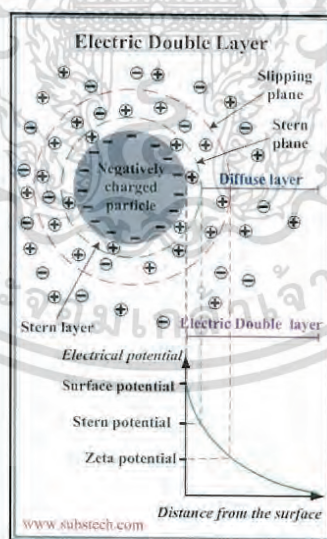 Electric Double Layer
Slipping
plane
Stern
plane
Negatively
charged
particle
Diffuse layer
Stern layer
Electric Double layer
Electrical potential
Surface potential
Stern potential
Zeta potential
Distance from the surface
www.substech.com